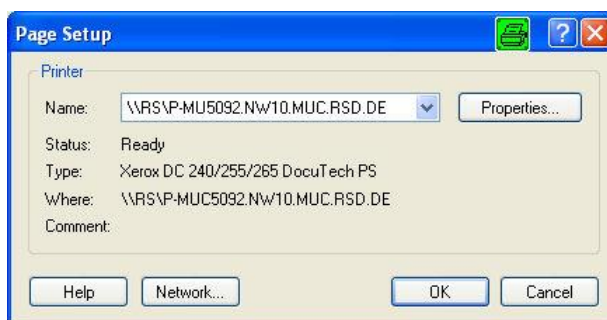 Page Setup
Printer
Name: \\RS\P-MU5092.NW10.MUC.RSD.DE Properties...
Status: Ready
Type: Xerox DC 240/255/265 DocuTech PS
Where: \\RS\P-MUC5092.NW10.MUC.RSD.DE
Comment:
Help Network... OK Cancel